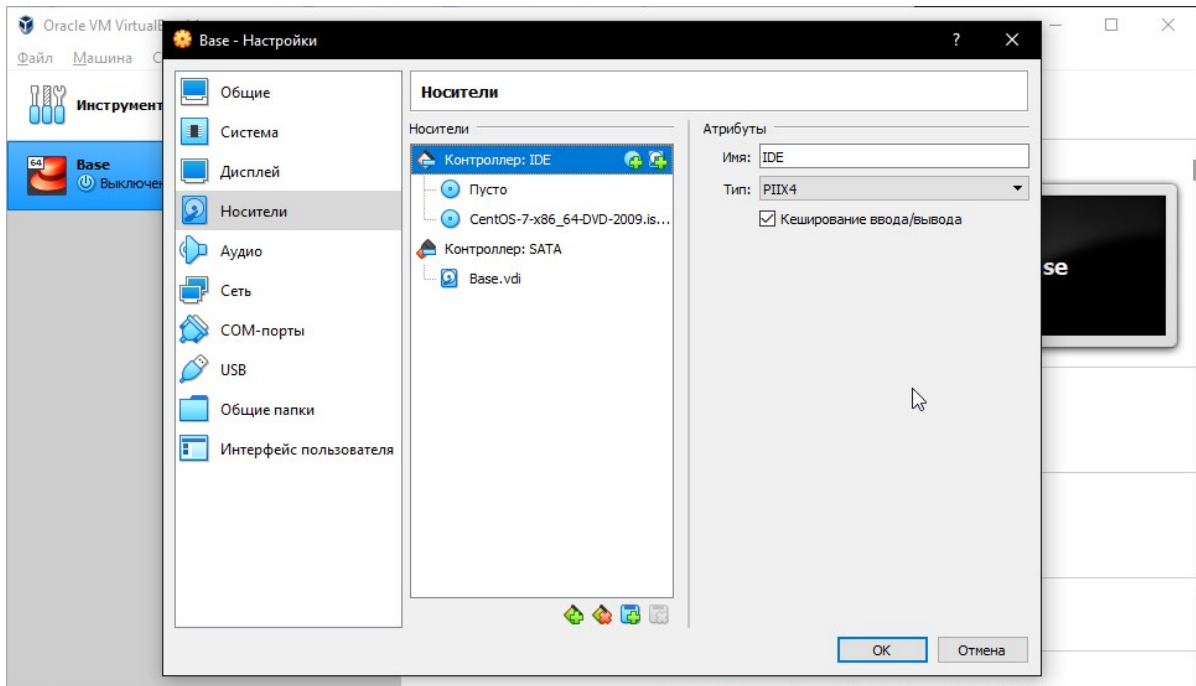 Oracle VM
Base - Настройки
?
Файл Машина
Инструмент
64
Base
Выключен
Общие
Система
Дисплей
Носители
Аудио
Сеть
COM-порты
USB
Общие папки
Интерфейс пользователя
Носители
Носители
Контроллер: IDE
Пусто
CentOS-7-x86_64-DVD-2009.is...
Контроллер: SATA
Base.vdi
Атрибуты
Имя: IDE
Тип: PIIX4
Кеширование ввода/вывода
se
OK
Отмена